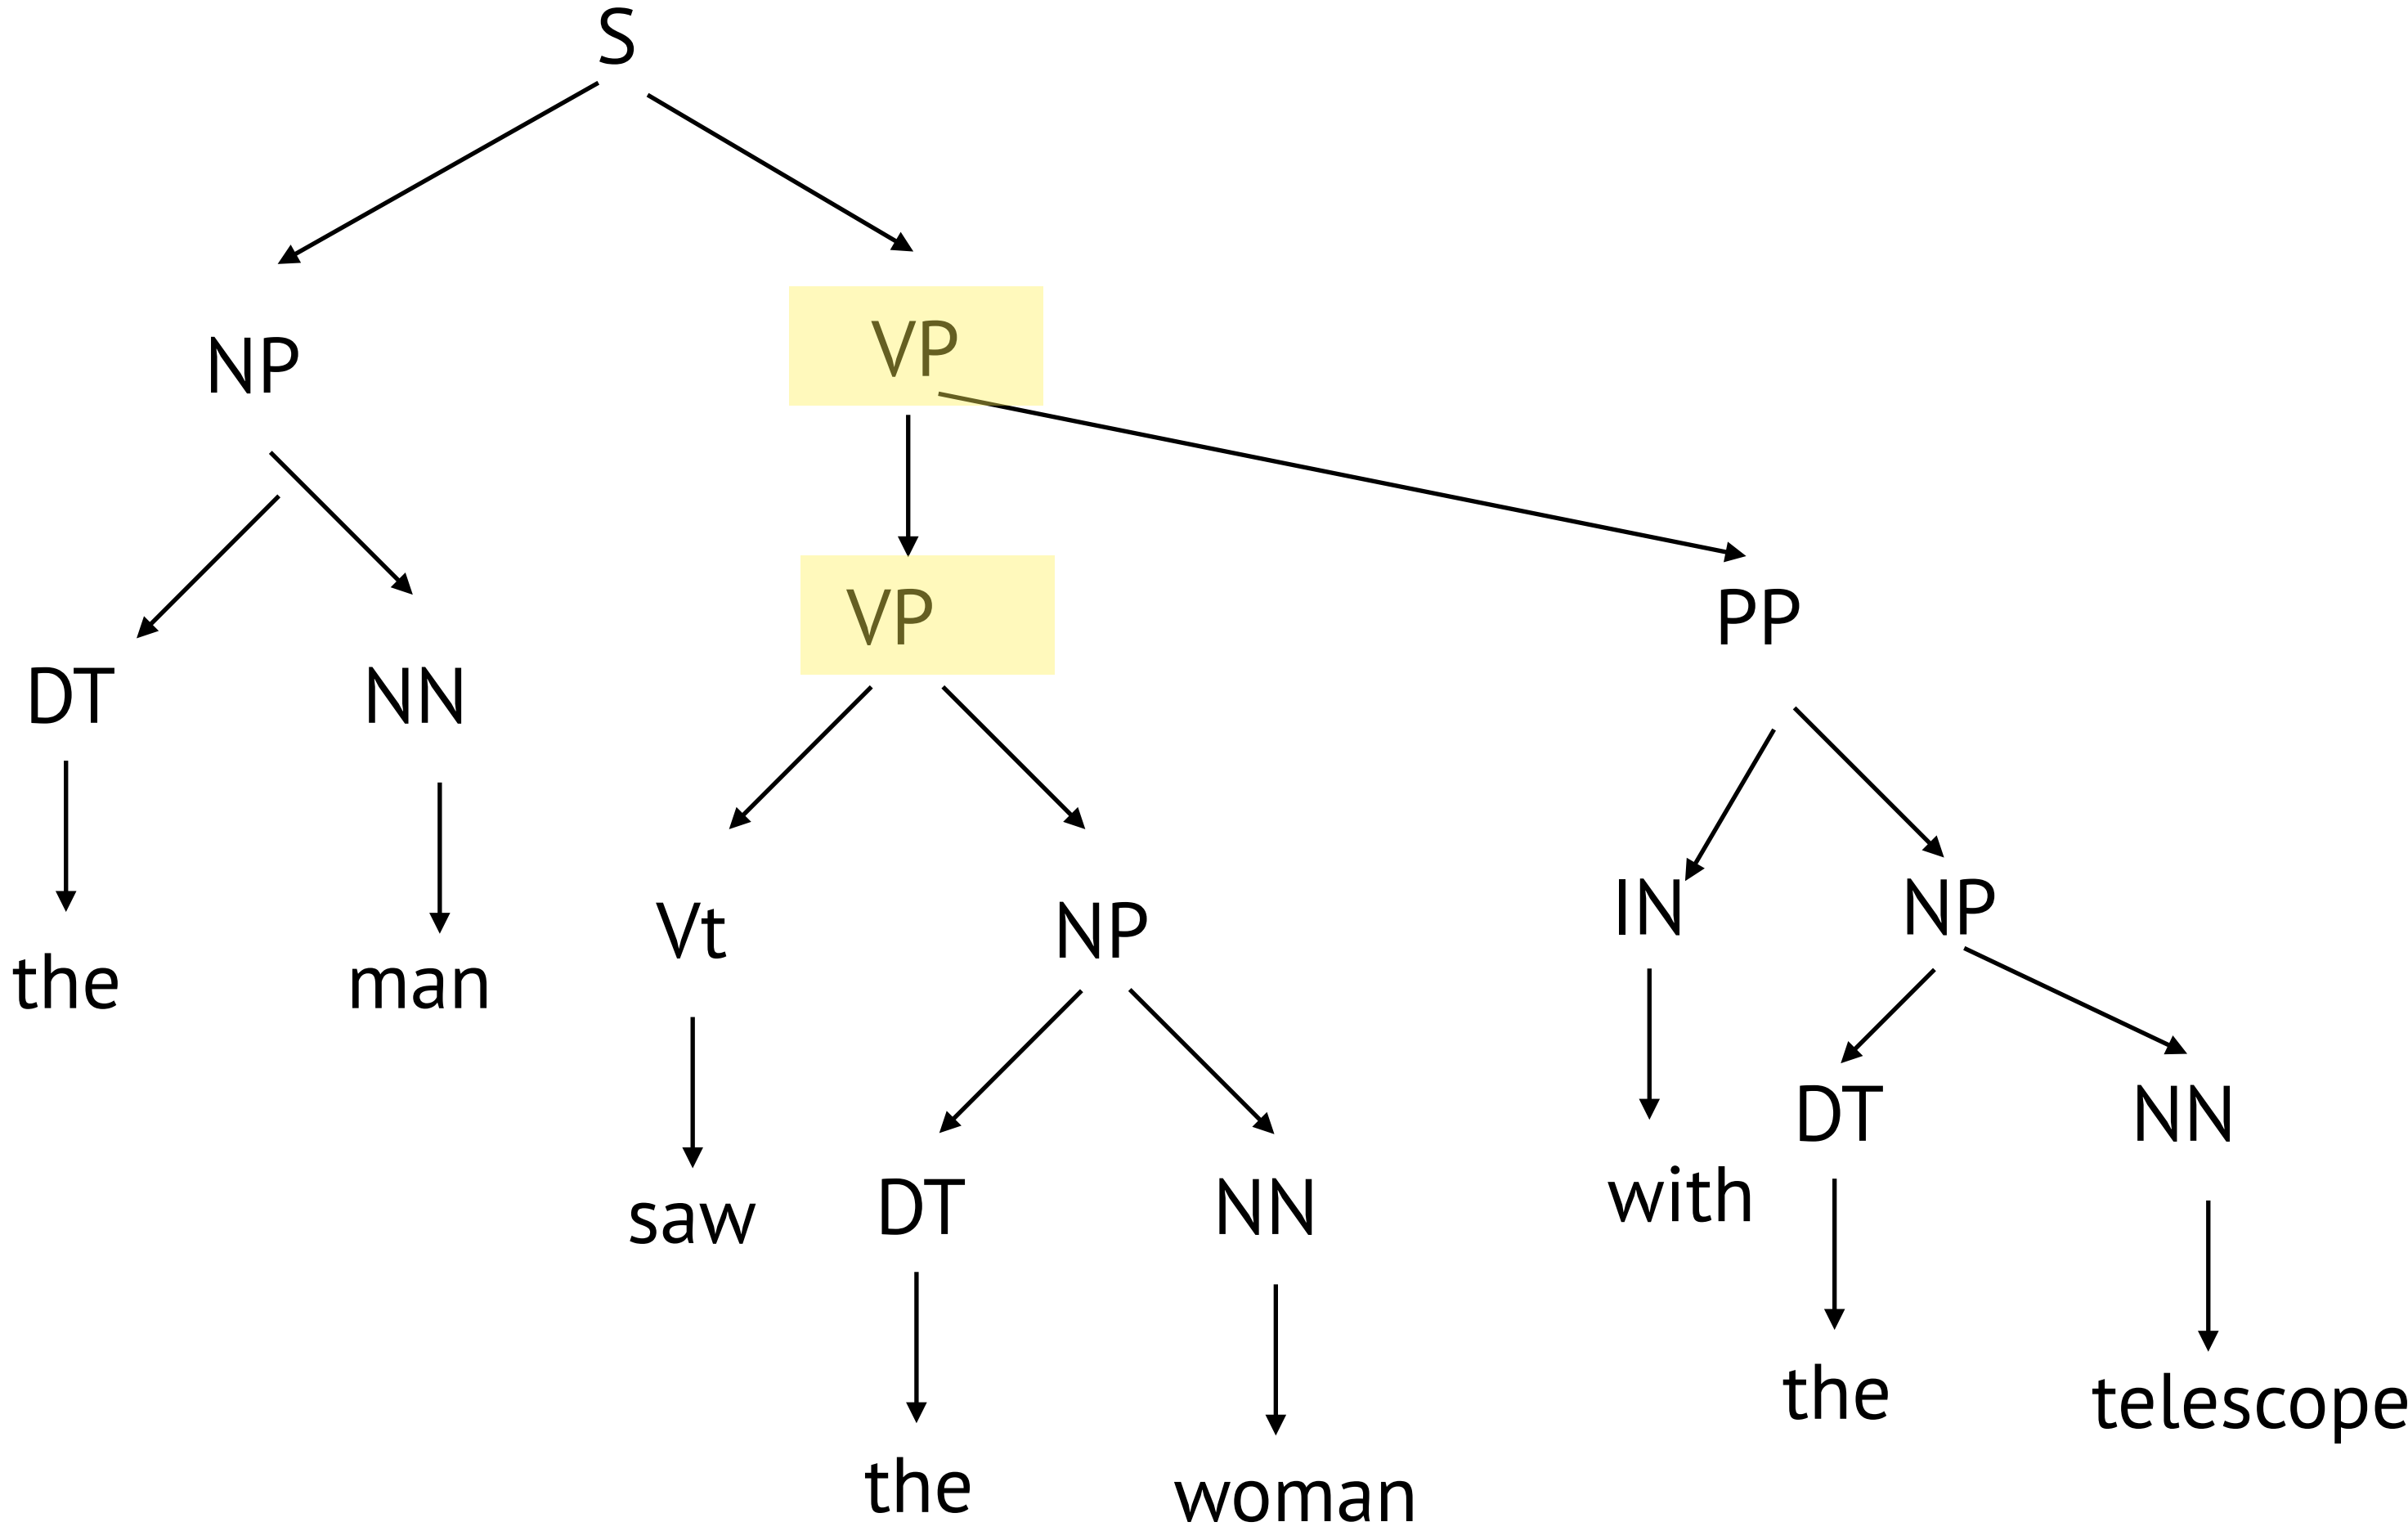 S
NP
VP
VP
PP
DT
NN
Vt
NP
IN
NP
the
man
saw
DT
NN
with
DT
NN
the
woman
the
telescope